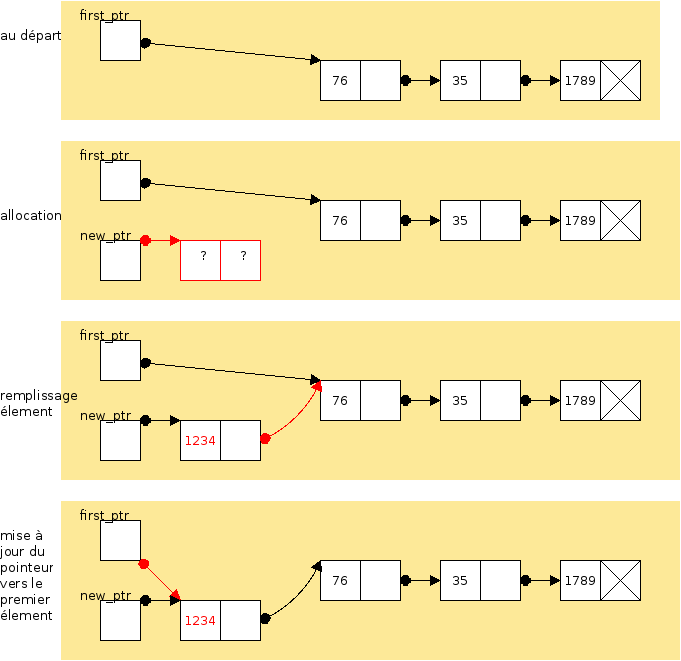 first_ptr
au départ
76 35 1789
first_ptr
allocation
76 35 1789
new_ptr
? ?
first_ptr
remplissage
élement
76 35 1789
new_ptr
1234
first_ptr
mise à
jour du
pointeur
vers le
premier
élement
76 35 1789
new_ptr
1234